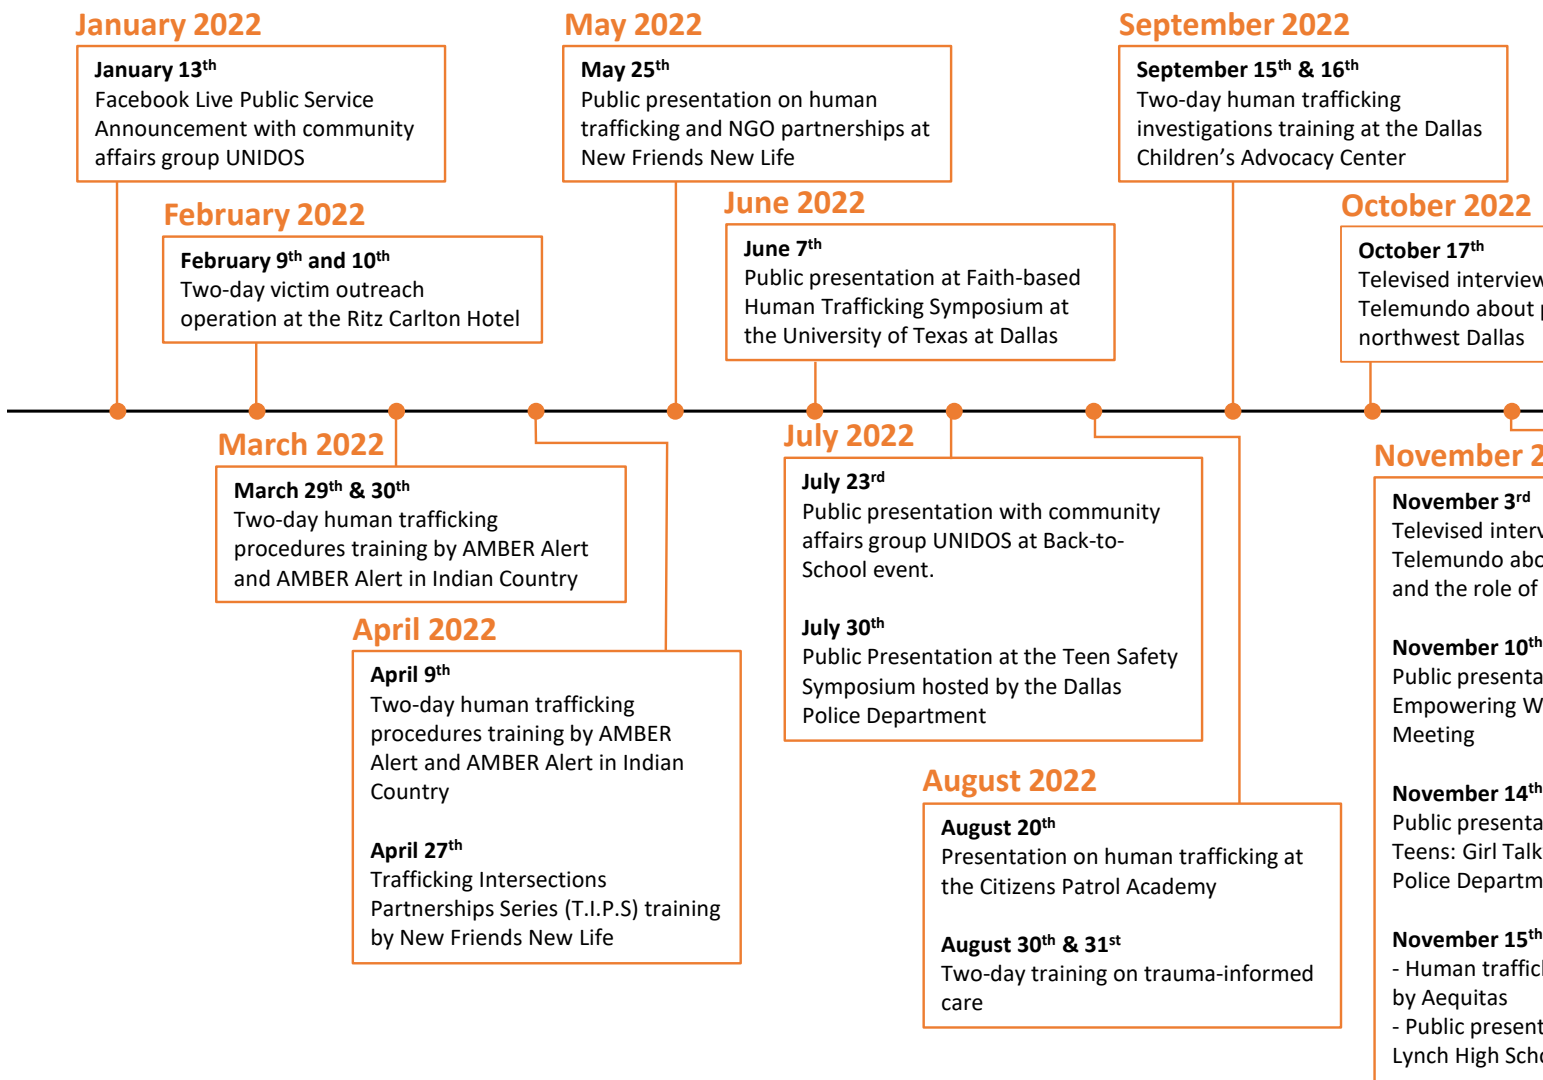 January 2022
January 13th
Facebook Live Public Service
Announcement with community
affairs group UNIDOS
February 2022
February 9th and 10th
Two-day victim outreach
operation at the Ritz Carlton Hotel
March 2022
March 29th & 30th
Two-day human trafficking
procedures training by AMBER Alert
and AMBER Alert in Indian Country
April 2022
April 9th
Two-day human trafficking
procedures training by AMBER
Alert and AMBER Alert in Indian
Country
April 27th
Trafficking Intersections
Partnerships Series (T.I.P.S) training
by New Friends New Life
May 2022
May 25th
Public presentation on human
trafficking and NGO partnerships at
New Friends New Life
June 2022
June 7th
Public presentation at Faith-based
Human Trafficking Symposium at
the University of Texas at Dallas
July 2022
July 23rd
Public presentation with community
affairs group UNIDOS at Back-to-
School event.
July 30th
Public Presentation at the Teen Safety
Symposium hosted by the Dallas
Police Department
August 2022
August 20th
Presentation on human trafficking at
the Citizens Patrol Academy
August 30th & 31st
Two-day training on trauma-informed
care
September 2022
September 15th & 16th
Two-day human trafficking
investigations training at the Dallas
Children's Advocacy Center
October 2022
October 17th
Televised interview
Telemundo about
northwest Dallas
November
November 3rd
Televised
Telemundo
and the role of
November 10th
Public
Empowering
Meeting
November 14th
Public
Teens: Girl Talk
Police
November 15th
- Human
by Aequitas
- Public
Lynch High